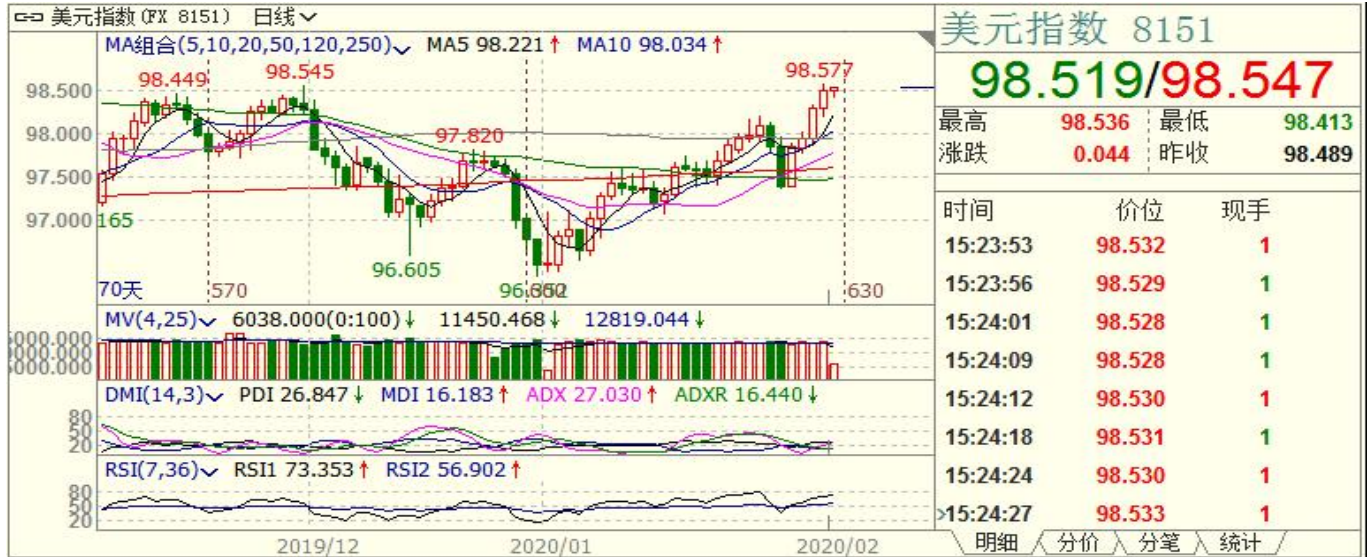 美元指数(FX 8151) 日线
MA组合(5,10,20,50,120,250) MA5 98.221↑ MA10 98.034↑
98.449
98.545
98.577
98.500
98.000
97.820
97.500
97.000
165
96.605
70天
570
630
MV(4,25) 6038.000(0:100)↓ 11450.468↓ 12819.044↓
DMI(14,3) PDI 26.847↓ MDI 16.183↑ ADX 27.030↑ ADXR 16.440↓
80
50
20
RSI(7,36) RSI1 73.353↑ RSI2 56.902↑
80
50
20
2019/12 2020/01 2020/02
美元指数 8151
98.519/98.547
最高 98.536 最低 98.413
涨跌 0.044 昨收 98.489
时间 价位 现手
15:23:53 98.532 1
15:23:56 98.529 1
15:24:01 98.528 1
15:24:09 98.528 1
15:24:12 98.530 1
15:24:18 98.531 1
15:24:24 98.530 1
>15:24:27 98.533 1
明细 分价 分笔 统计